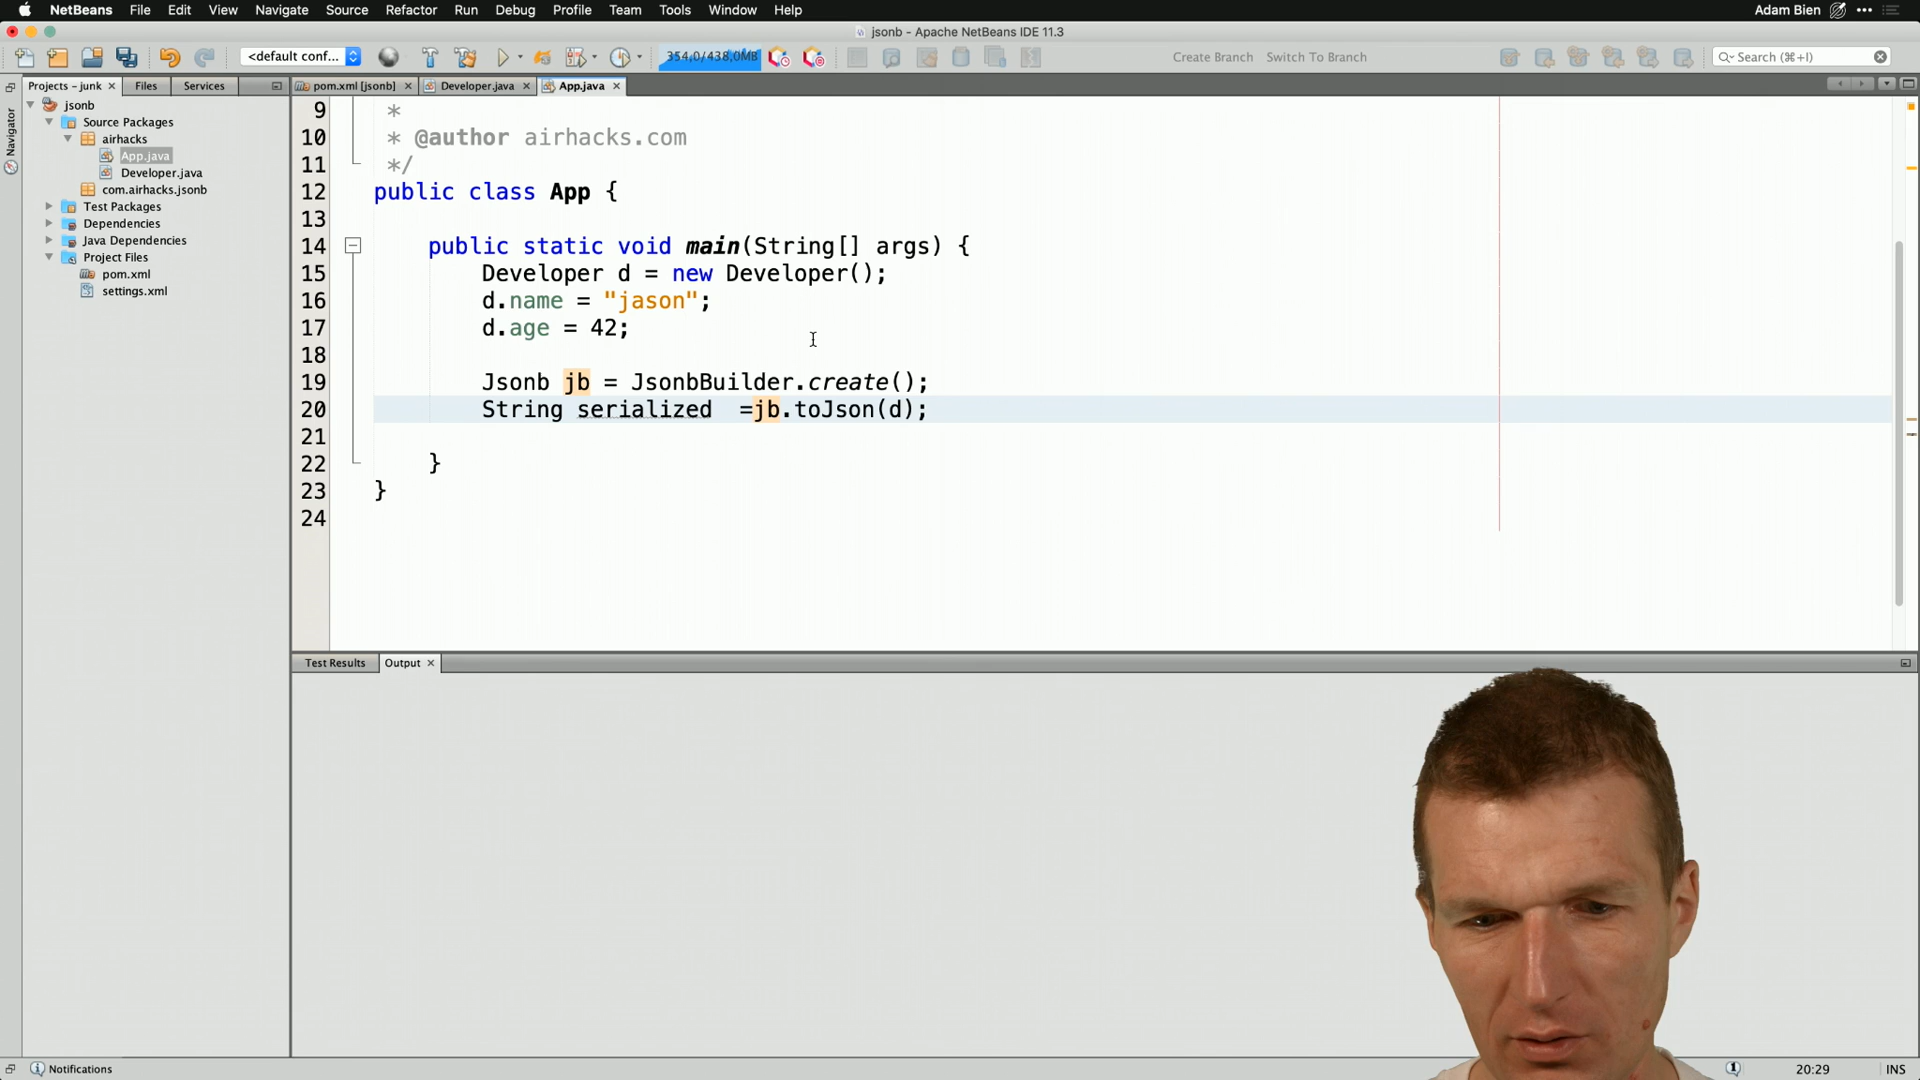 NetBeans File Edit View Navigate Source Refactor Run Debug Profile Team Tools Window Help Adam Bien
jsonb - Apache NetBeans IDE 11.3
<default conf... 354,0/438,0MB Create Branch Switch To Branch Search (⌘+I)
Projects - junk Files Services
pom.xml [jsonb] Developer.java App.java
Navigator
jsonb
Source Packages
airhacks
App.java
Developer.java
com.airhacks.jsonb
Test Packages
Dependencies
Java Dependencies
Project Files
pom.xml
settings.xml
9 *
10 * @author airhacks.com
11 */
12 public class App {
13
14 public static void main(String[] args) {
15 Developer d = new Developer();
16 d.name = "jason";
17 d.age = 42;
18
19 Jsonb jb = JsonbBuilder.create();
20 String serialized  =jb.toJson(d);
21
22 }
23 }
24
Test Results Output
Notifications 1 20:29 INS